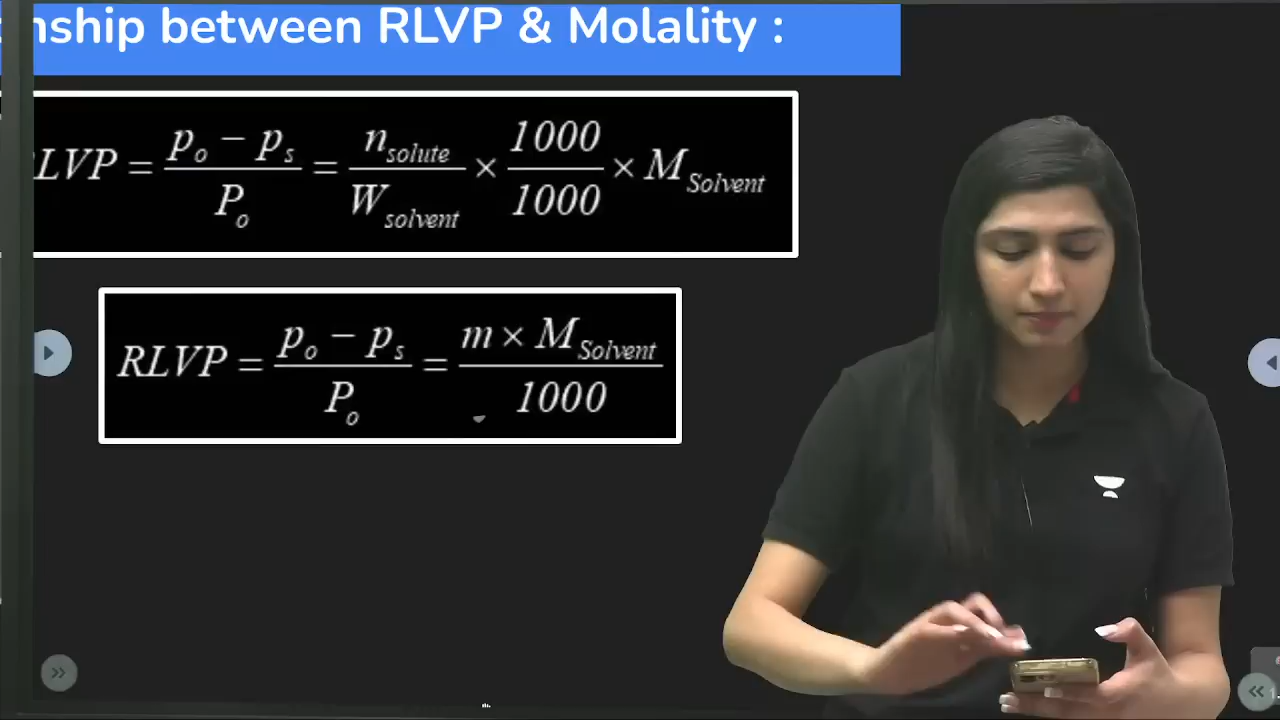 nship between RLVP & Molality :
LVP = p_o − p_s / P_o = n_solute / W_solvent × 1000 / 1000 × M_Solvent
RLVP = p_o − p_s / P_o = m × M_Solvent / 1000